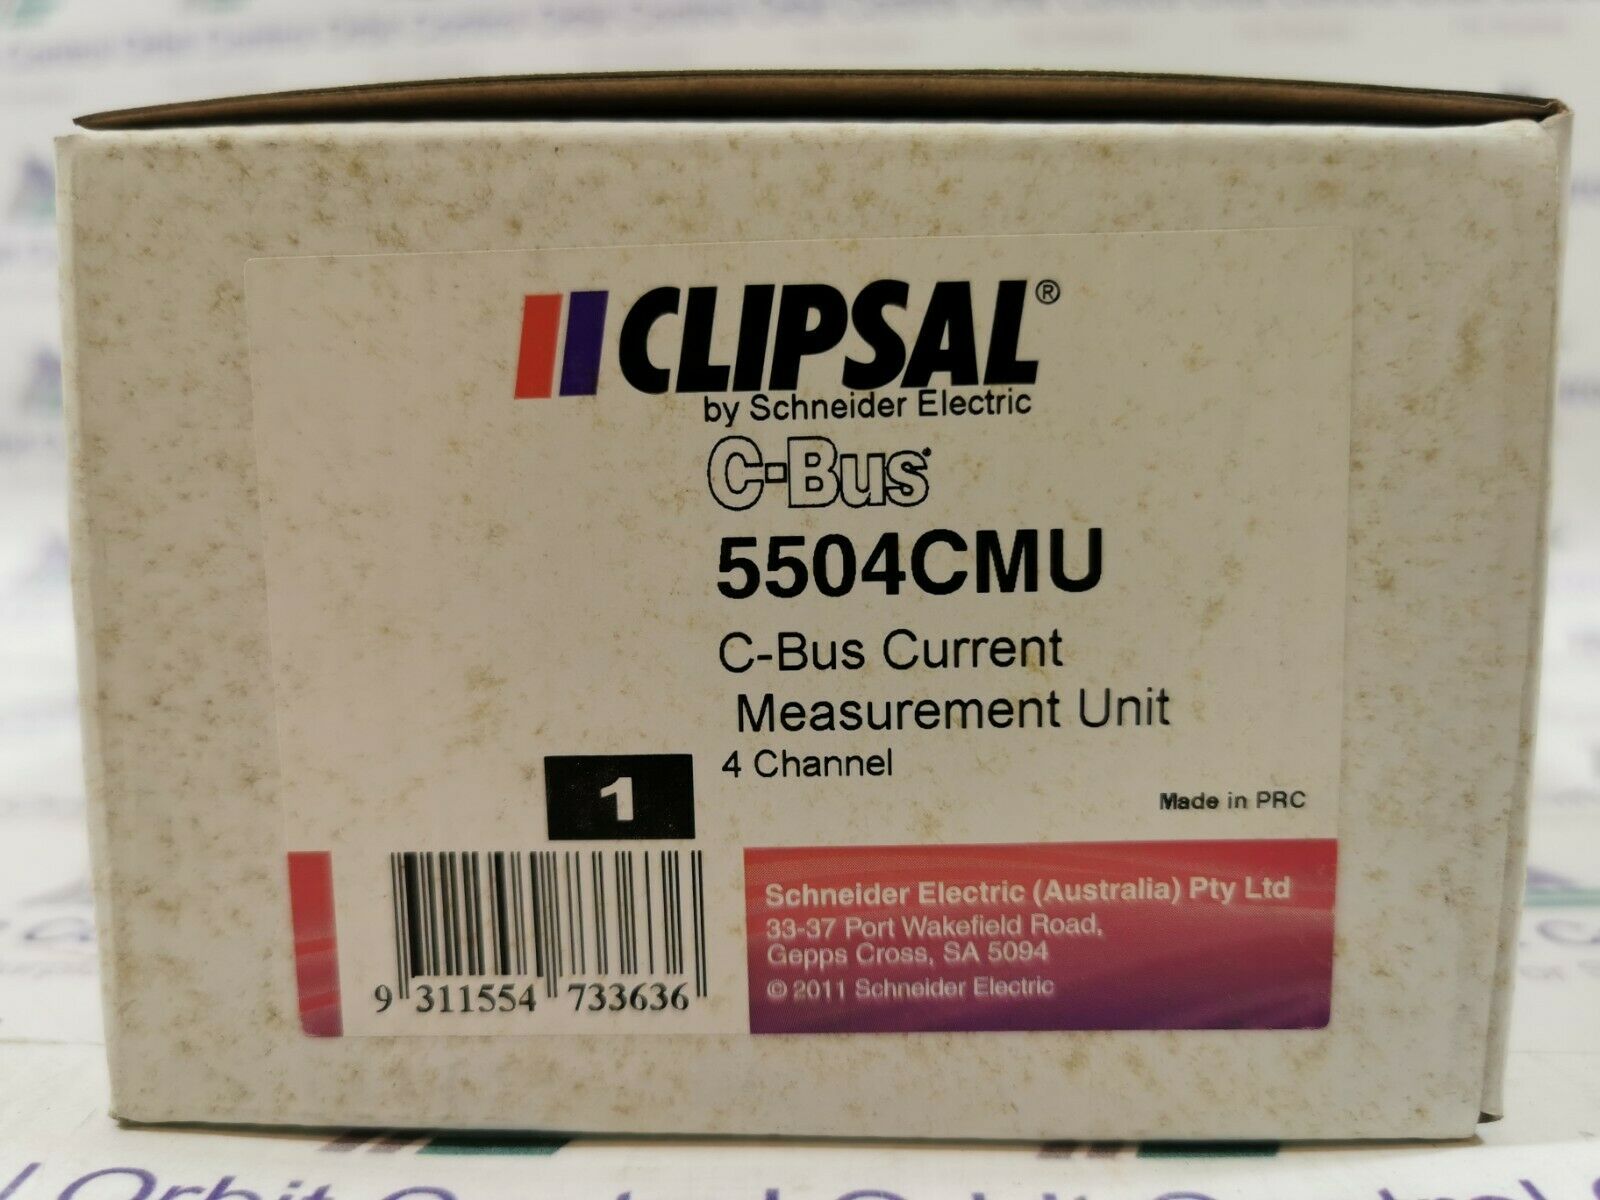 CLIPSAL®
by Schneider Electric
C-Bus
5504CMU
C-Bus Current
Measurement Unit
4 Channel
1
Made in PRC
9 311554 733636
Schneider Electric (Australia) Pty Ltd
33-37 Port Wakefield Road,
Gepps Cross, SA 5094
© 2011 Schneider Electric